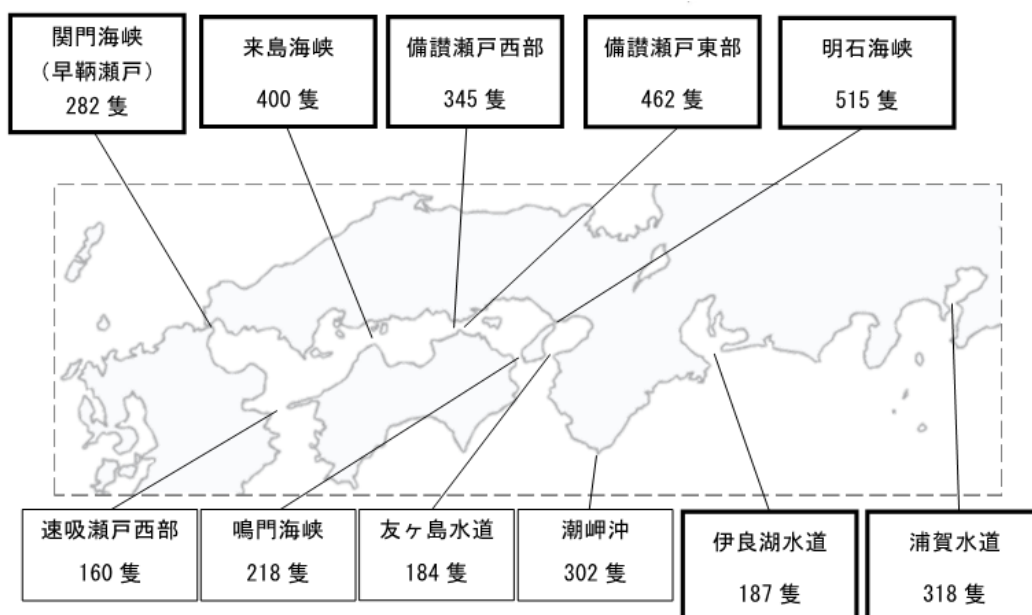 関門海峡
（早鞆瀬戸）
282 隻
来島海峡
400 隻
備讃瀬戸西部
345 隻
備讃瀬戸東部
462 隻
明石海峡
515 隻
速吸瀬戸西部
160 隻
鳴門海峡
218 隻
友ヶ島水道
184 隻
潮岬沖
302 隻
伊良湖水道
187 隻
浦賀水道
318 隻